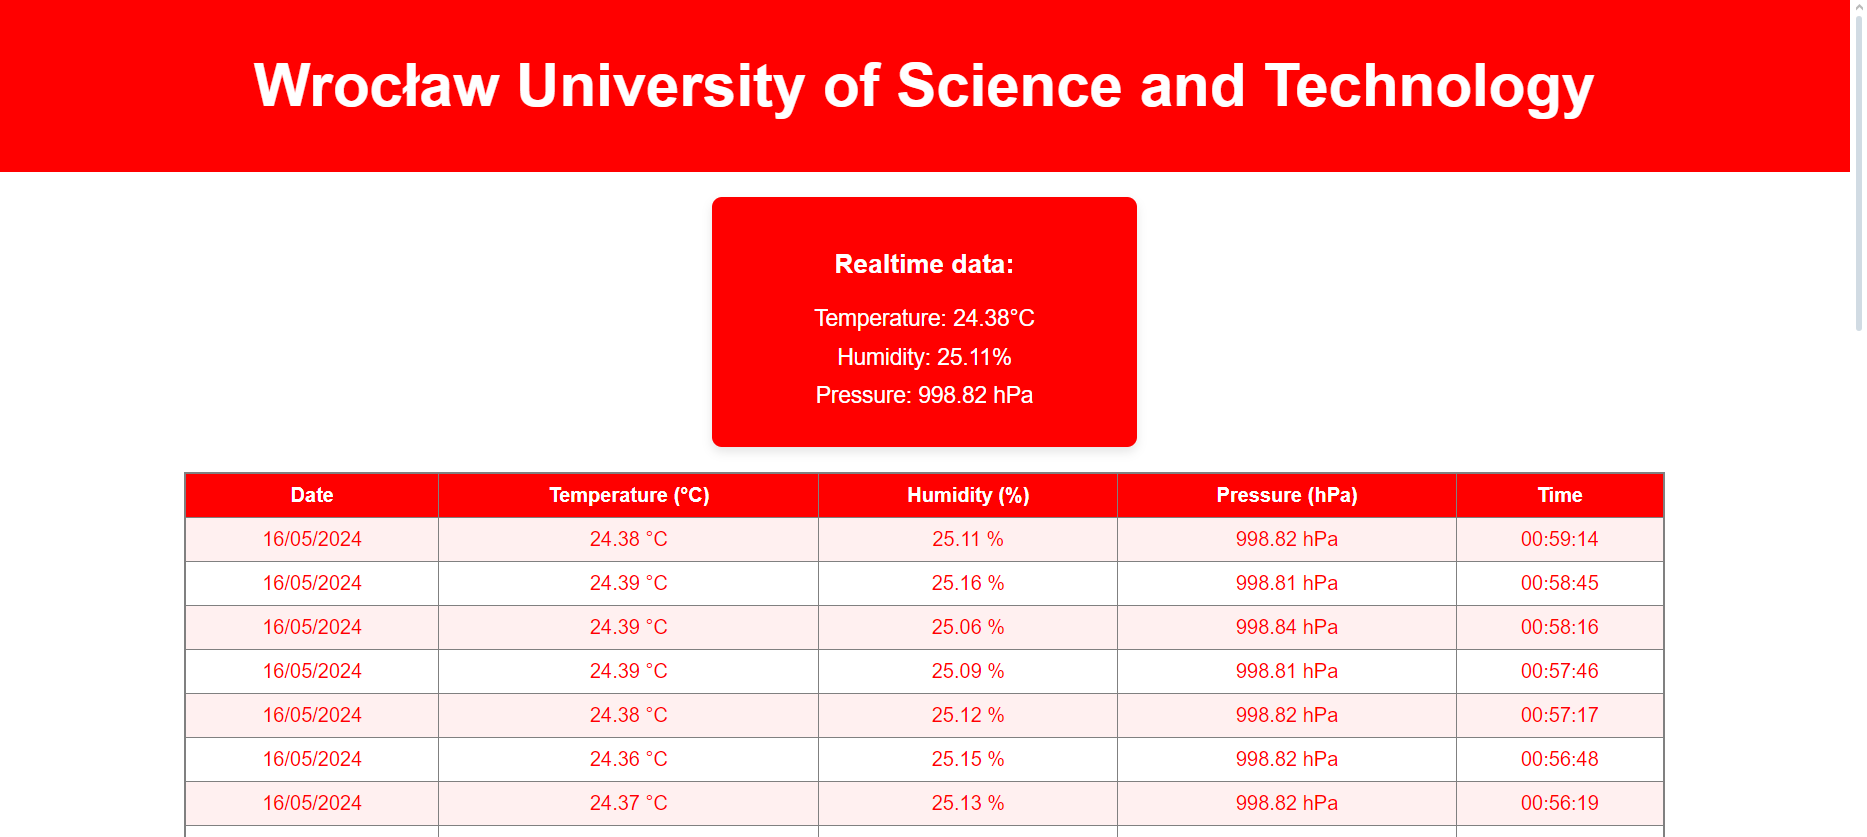 Wrocław University of Science and Technology
Realtime data:
Temperature: 24.38°C
Humidity: 25.11%
Pressure: 998.82 hPa
Date Temperature (°C) Humidity (%) Pressure (hPa) Time
16/05/2024 24.38 °C 25.11 % 998.82 hPa 00:59:14
16/05/2024 24.39 °C 25.16 % 998.81 hPa 00:58:45
16/05/2024 24.39 °C 25.06 % 998.84 hPa 00:58:16
16/05/2024 24.39 °C 25.09 % 998.81 hPa 00:57:46
16/05/2024 24.38 °C 25.12 % 998.82 hPa 00:57:17
16/05/2024 24.36 °C 25.15 % 998.82 hPa 00:56:48
16/05/2024 24.37 °C 25.13 % 998.82 hPa 00:56:19